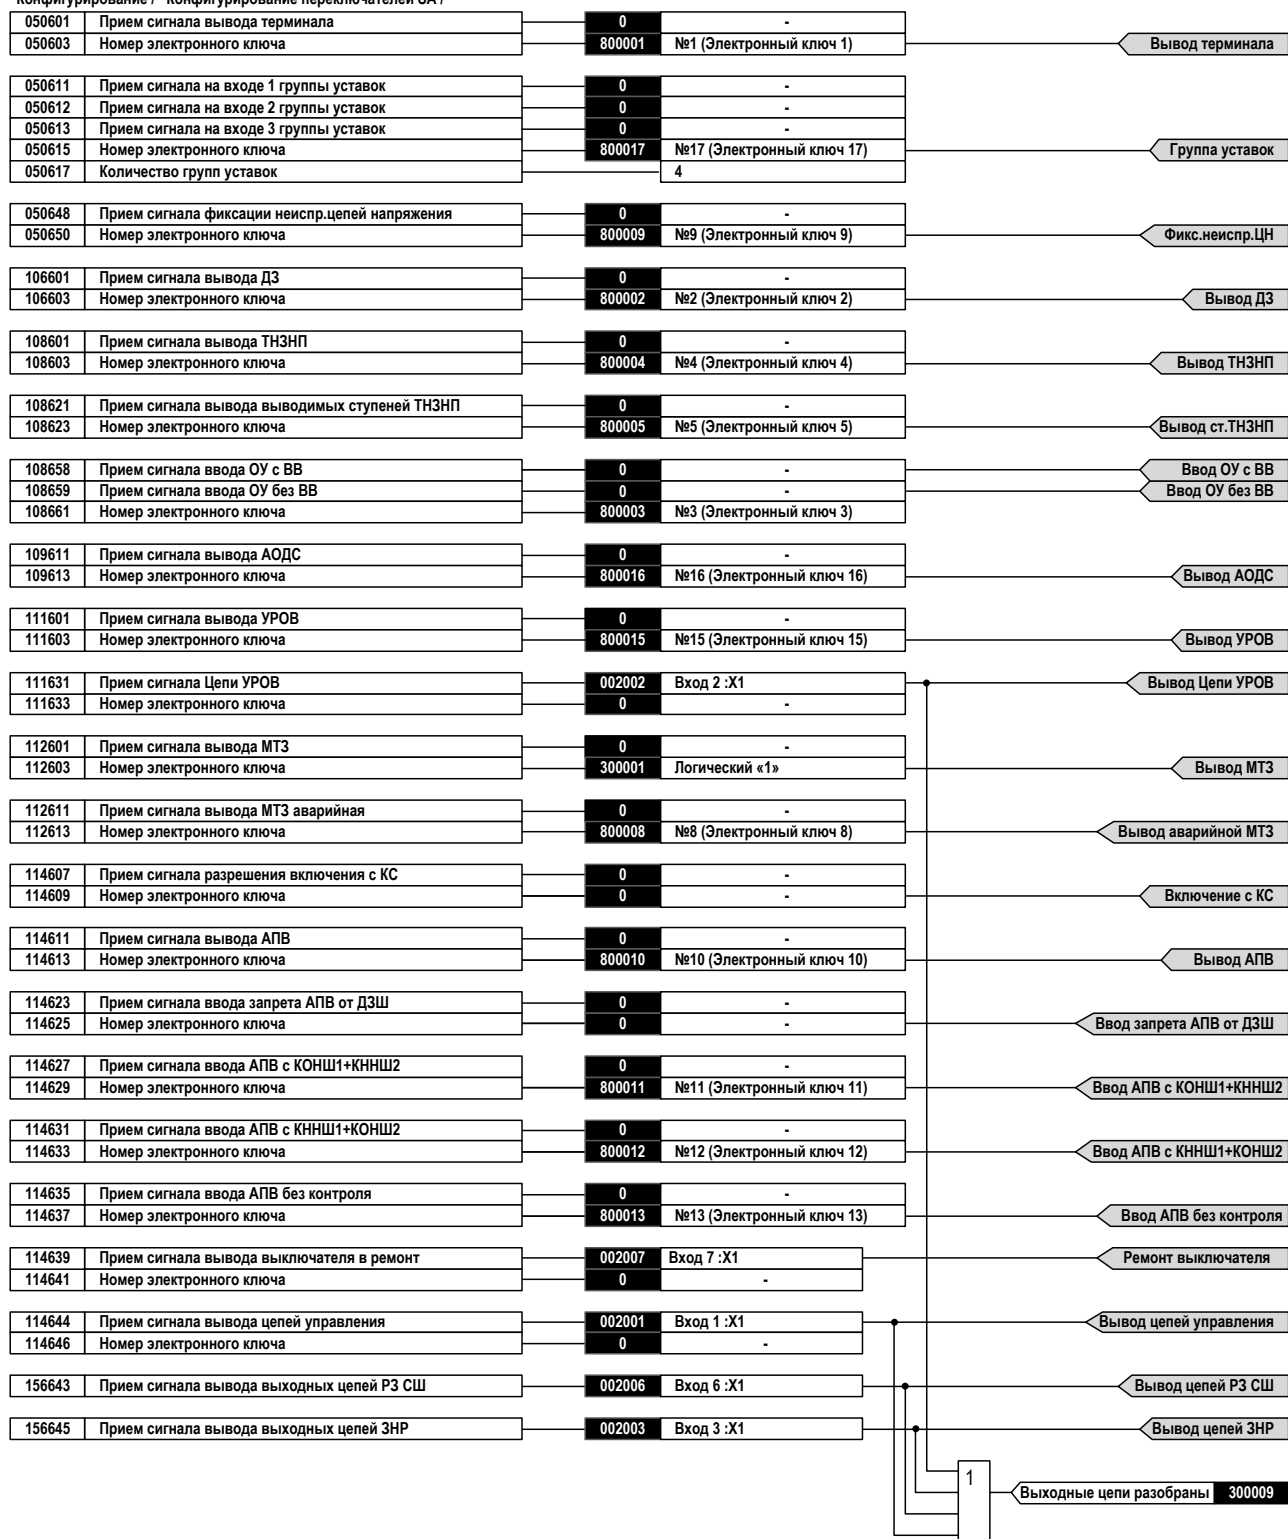 Конфигурирование / Конфигурирование переключателей SA /
050601 Прием сигнала вывода терминала 0 -
050603 Номер электронного ключа 800001 №1 (Электронный ключ 1) Вывод терминала
050611 Прием сигнала на входе 1 группы уставок 0 -
050612 Прием сигнала на входе 2 группы уставок 0 -
050613 Прием сигнала на входе 3 группы уставок 0 -
050615 Номер электронного ключа 800017 №17 (Электронный ключ 17) Группа уставок
050617 Количество групп уставок 4
050648 Прием сигнала фиксации неиспр.цепей напряжения 0 -
050650 Номер электронного ключа 800009 №9 (Электронный ключ 9) Фикс.неиспр.ЦН
106601 Прием сигнала вывода ДЗ 0 -
106603 Номер электронного ключа 800002 №2 (Электронный ключ 2) Вывод ДЗ
108601 Прием сигнала вывода ТНЗНП 0 -
108603 Номер электронного ключа 800004 №4 (Электронный ключ 4) Вывод ТНЗНП
108621 Прием сигнала вывода выводимых ступеней ТНЗНП 0 -
108623 Номер электронного ключа 800005 №5 (Электронный ключ 5) Вывод ст.ТНЗНП
108658 Прием сигнала ввода ОУ с ВВ 0 - Ввод ОУ с ВВ
108659 Прием сигнала ввода ОУ без ВВ 0 - Ввод ОУ без ВВ
108661 Номер электронного ключа 800003 №3 (Электронный ключ 3)
109611 Прием сигнала вывода АОДС 0 -
109613 Номер электронного ключа 800016 №16 (Электронный ключ 16) Вывод АОДС
111601 Прием сигнала вывода УРОВ 0 -
111603 Номер электронного ключа 800015 №15 (Электронный ключ 15) Вывод УРОВ
111631 Прием сигнала Цепи УРОВ 002002 Вход 2 :X1 Вывод Цепи УРОВ
111633 Номер электронного ключа 0 -
112601 Прием сигнала вывода МТЗ 0 -
112603 Номер электронного ключа 300001 Логический «1» Вывод МТЗ
112611 Прием сигнала вывода МТЗ аварийная 0 -
112613 Номер электронного ключа 800008 №8 (Электронный ключ 8) Вывод аварийной МТЗ
114607 Прием сигнала разрешения включения с КС 0 -
114609 Номер электронного ключа 0 - Включение с КС
114611 Прием сигнала вывода АПВ 0 -
114613 Номер электронного ключа 800010 №10 (Электронный ключ 10) Вывод АПВ
114623 Прием сигнала ввода запрета АПВ от ДЗШ 0 -
114625 Номер электронного ключа 0 - Ввод запрета АПВ от ДЗШ
114627 Прием сигнала ввода АПВ с КОНШ1+КННШ2 0 -
114629 Номер электронного ключа 800011 №11 (Электронный ключ 11) Ввод АПВ с КОНШ1+КННШ2
114631 Прием сигнала ввода АПВ с КННШ1+КОНШ2 0 -
114633 Номер электронного ключа 800012 №12 (Электронный ключ 12) Ввод АПВ с КННШ1+КОНШ2
114635 Прием сигнала ввода АПВ без контроля 0 -
114637 Номер электронного ключа 800013 №13 (Электронный ключ 13) Ввод АПВ без контроля
114639 Прием сигнала вывода выключателя в ремонт 002007 Вход 7 :X1 Ремонт выключателя
114641 Номер электронного ключа 0 -
114644 Прием сигнала вывода цепей управления 002001 Вход 1 :X1 Вывод цепей управления
114646 Номер электронного ключа 0 -
156643 Прием сигнала вывода выходных цепей РЗ СШ 002006 Вход 6 :X1 Вывод цепей РЗ СШ
156645 Прием сигнала вывода выходных цепей ЗНР 002003 Вход 3 :X1 Вывод цепей ЗНР
1
Выходные цепи разобраны 300009